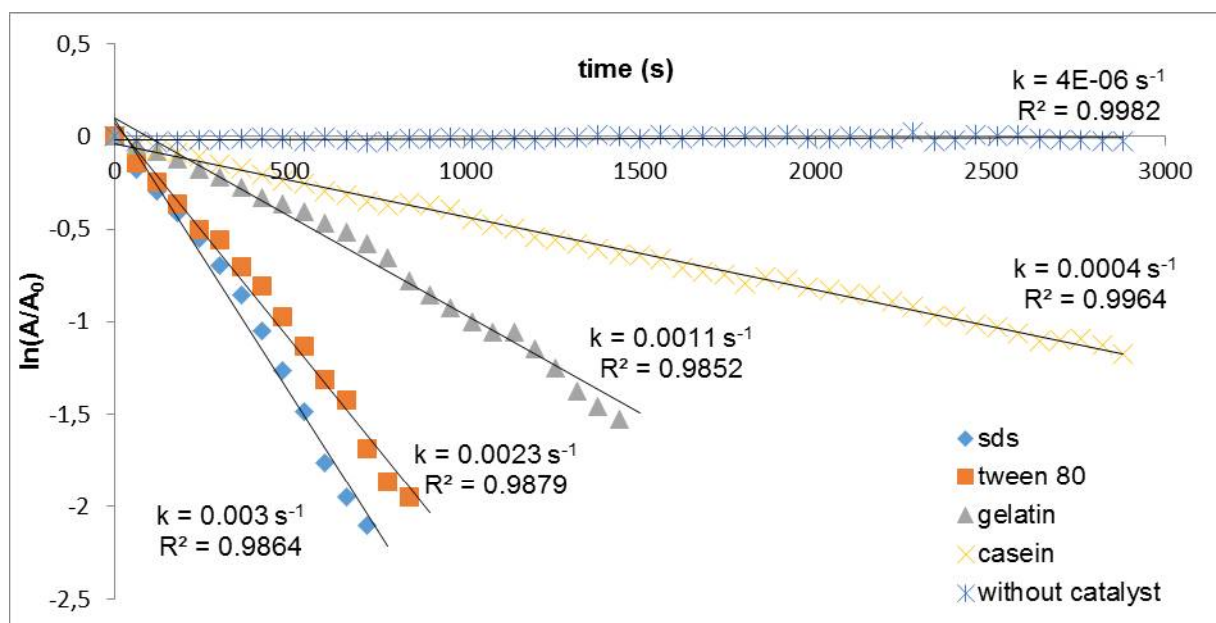 0,5
time (s)
k = 4E-06 s⁻¹
R² = 0.9982
0
0 500 1000 1500 2000 2500 3000
-0,5
ln(A/A₀)
k = 0.0004 s⁻¹
R² = 0.9964
-1
k = 0.0011 s⁻¹
R² = 0.9852
-1,5
k = 0.0023 s⁻¹
R² = 0.9879
-2
k = 0.003 s⁻¹
R² = 0.9864
-2,5
sds
tween 80
gelatin
casein
without catalyst